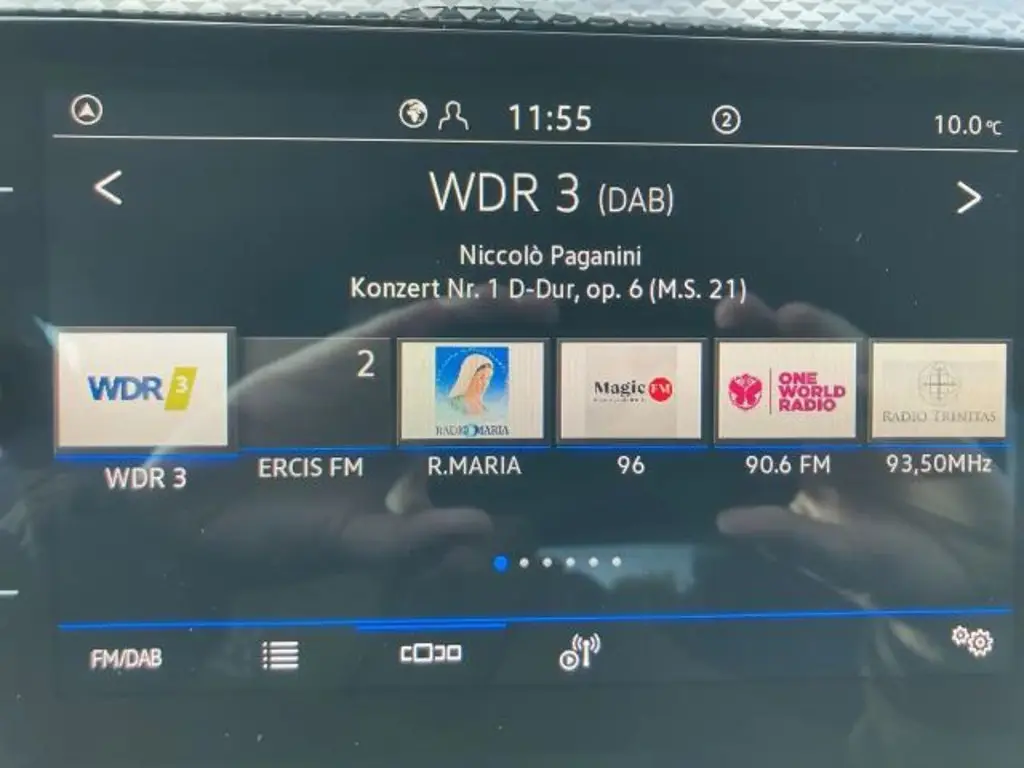 11:55
2
10.0°C
WDR 3 (DAB)
Niccolò Paganini
Konzert Nr. 1 D-Dur, op. 6 (M.S. 21)
WDR 3
2
RADIO MARIA
Magic FM
ONE
WORLD
RADIO
RADIO TRINITAS
WDR 3
ERCIS FM
R.MARIA
96
90.6 FM
93,50MHz
FM/DAB